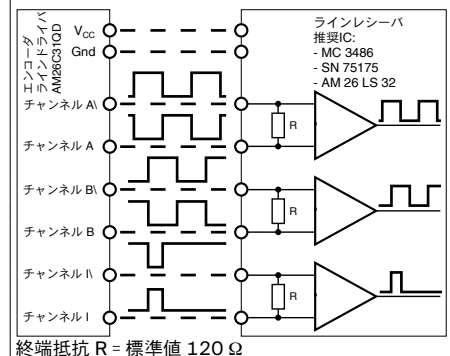 エンコーダ
ラインドライバ
AM26C31QD
VCC
Gnd
チャンネル A\
チャンネル A
チャンネル B\
チャンネル B
チャンネル I\
チャンネル I
ラインレシーバ
推奨IC:
- MC 3486
- SN 75175
- AM 26 LS 32
R
R
R
終端抵抗 R = 標準値 120 Ω